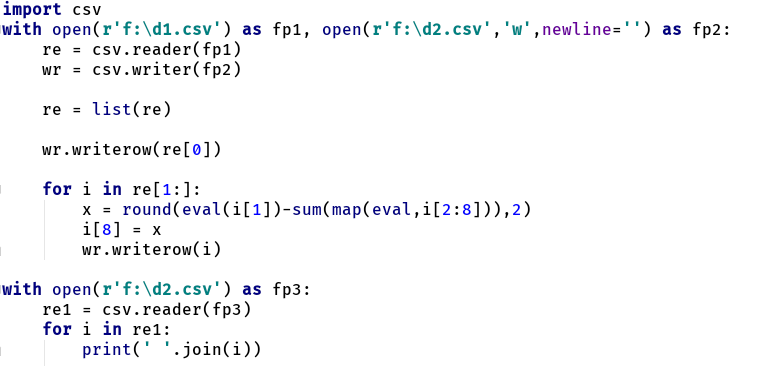 import csv
with open(r'f:\d1.csv') as fp1, open(r'f:\d2.csv','w',newline='') as fp2:
    re = csv.reader(fp1)
    wr = csv.writer(fp2)
    re = list(re)
    wr.writerow(re[0])
    for i in re[1:]:
        x = round(eval(i[1])-sum(map(eval,i[2:8])),2)
        i[8] = x
        wr.writerow(i)
with open(r'f:\d2.csv') as fp3:
    re1 = csv.reader(fp3)
    for i in re1:
        print(' '.join(i))